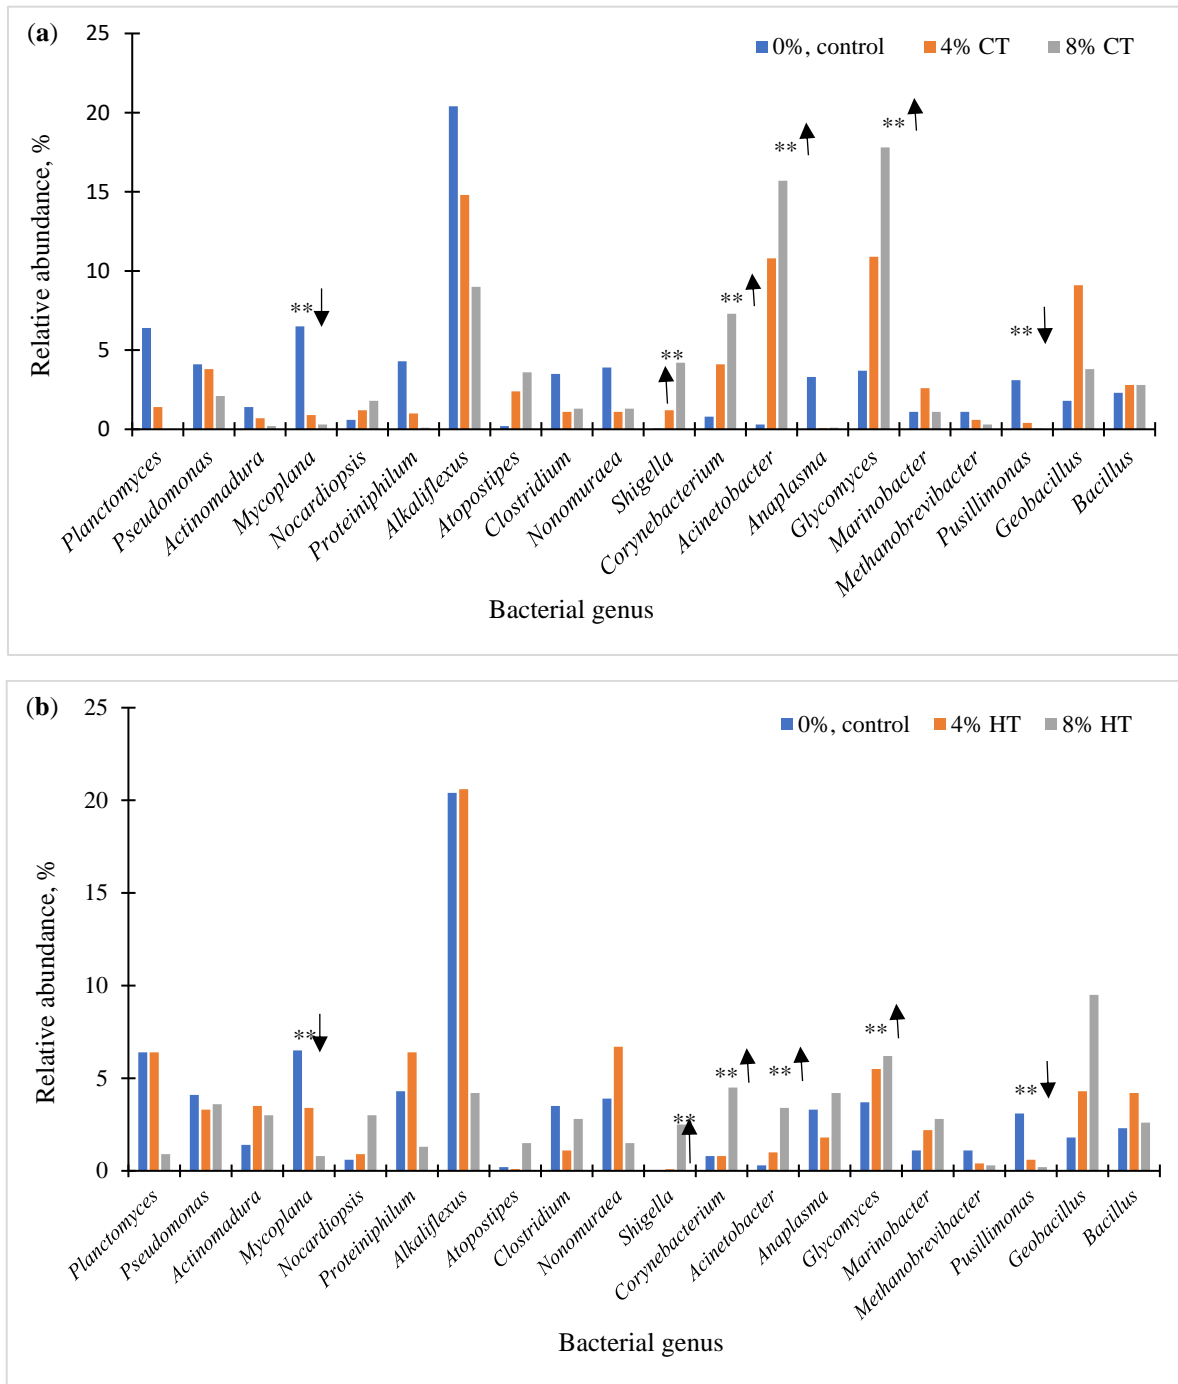 (a)
0%, control 4% CT 8% CT
25
20
15
10
5
0
Relative abundance, %
** ** ** ** ** **
Planctomyces
Pseudomonas
Actinomadura
Mycoplana
Nocardiopsis
Proteiniphilum
Alkaliflexus
Atopostipes
Clostridium
Nonomuraea
Shigella
Corynebacterium
Acinetobacter
Anaplasma
Glycomyces
Marinobacter
Methanobrevibacter
Pusillimonas
Geobacillus
Bacillus
Bacterial genus
(b)
0%, control 4% HT 8% HT
25
20
15
10
5
0
Relative abundance, %
** ** ** ** ** **
Planctomyces
Pseudomonas
Actinomadura
Mycoplana
Nocardiopsis
Proteiniphilum
Alkaliflexus
Atopostipes
Clostridium
Nonomuraea
Shigella
Corynebacterium
Acinetobacter
Anaplasma
Glycomyces
Marinobacter
Methanobrevibacter
Pusillimonas
Geobacillus
Bacillus
Bacterial genus